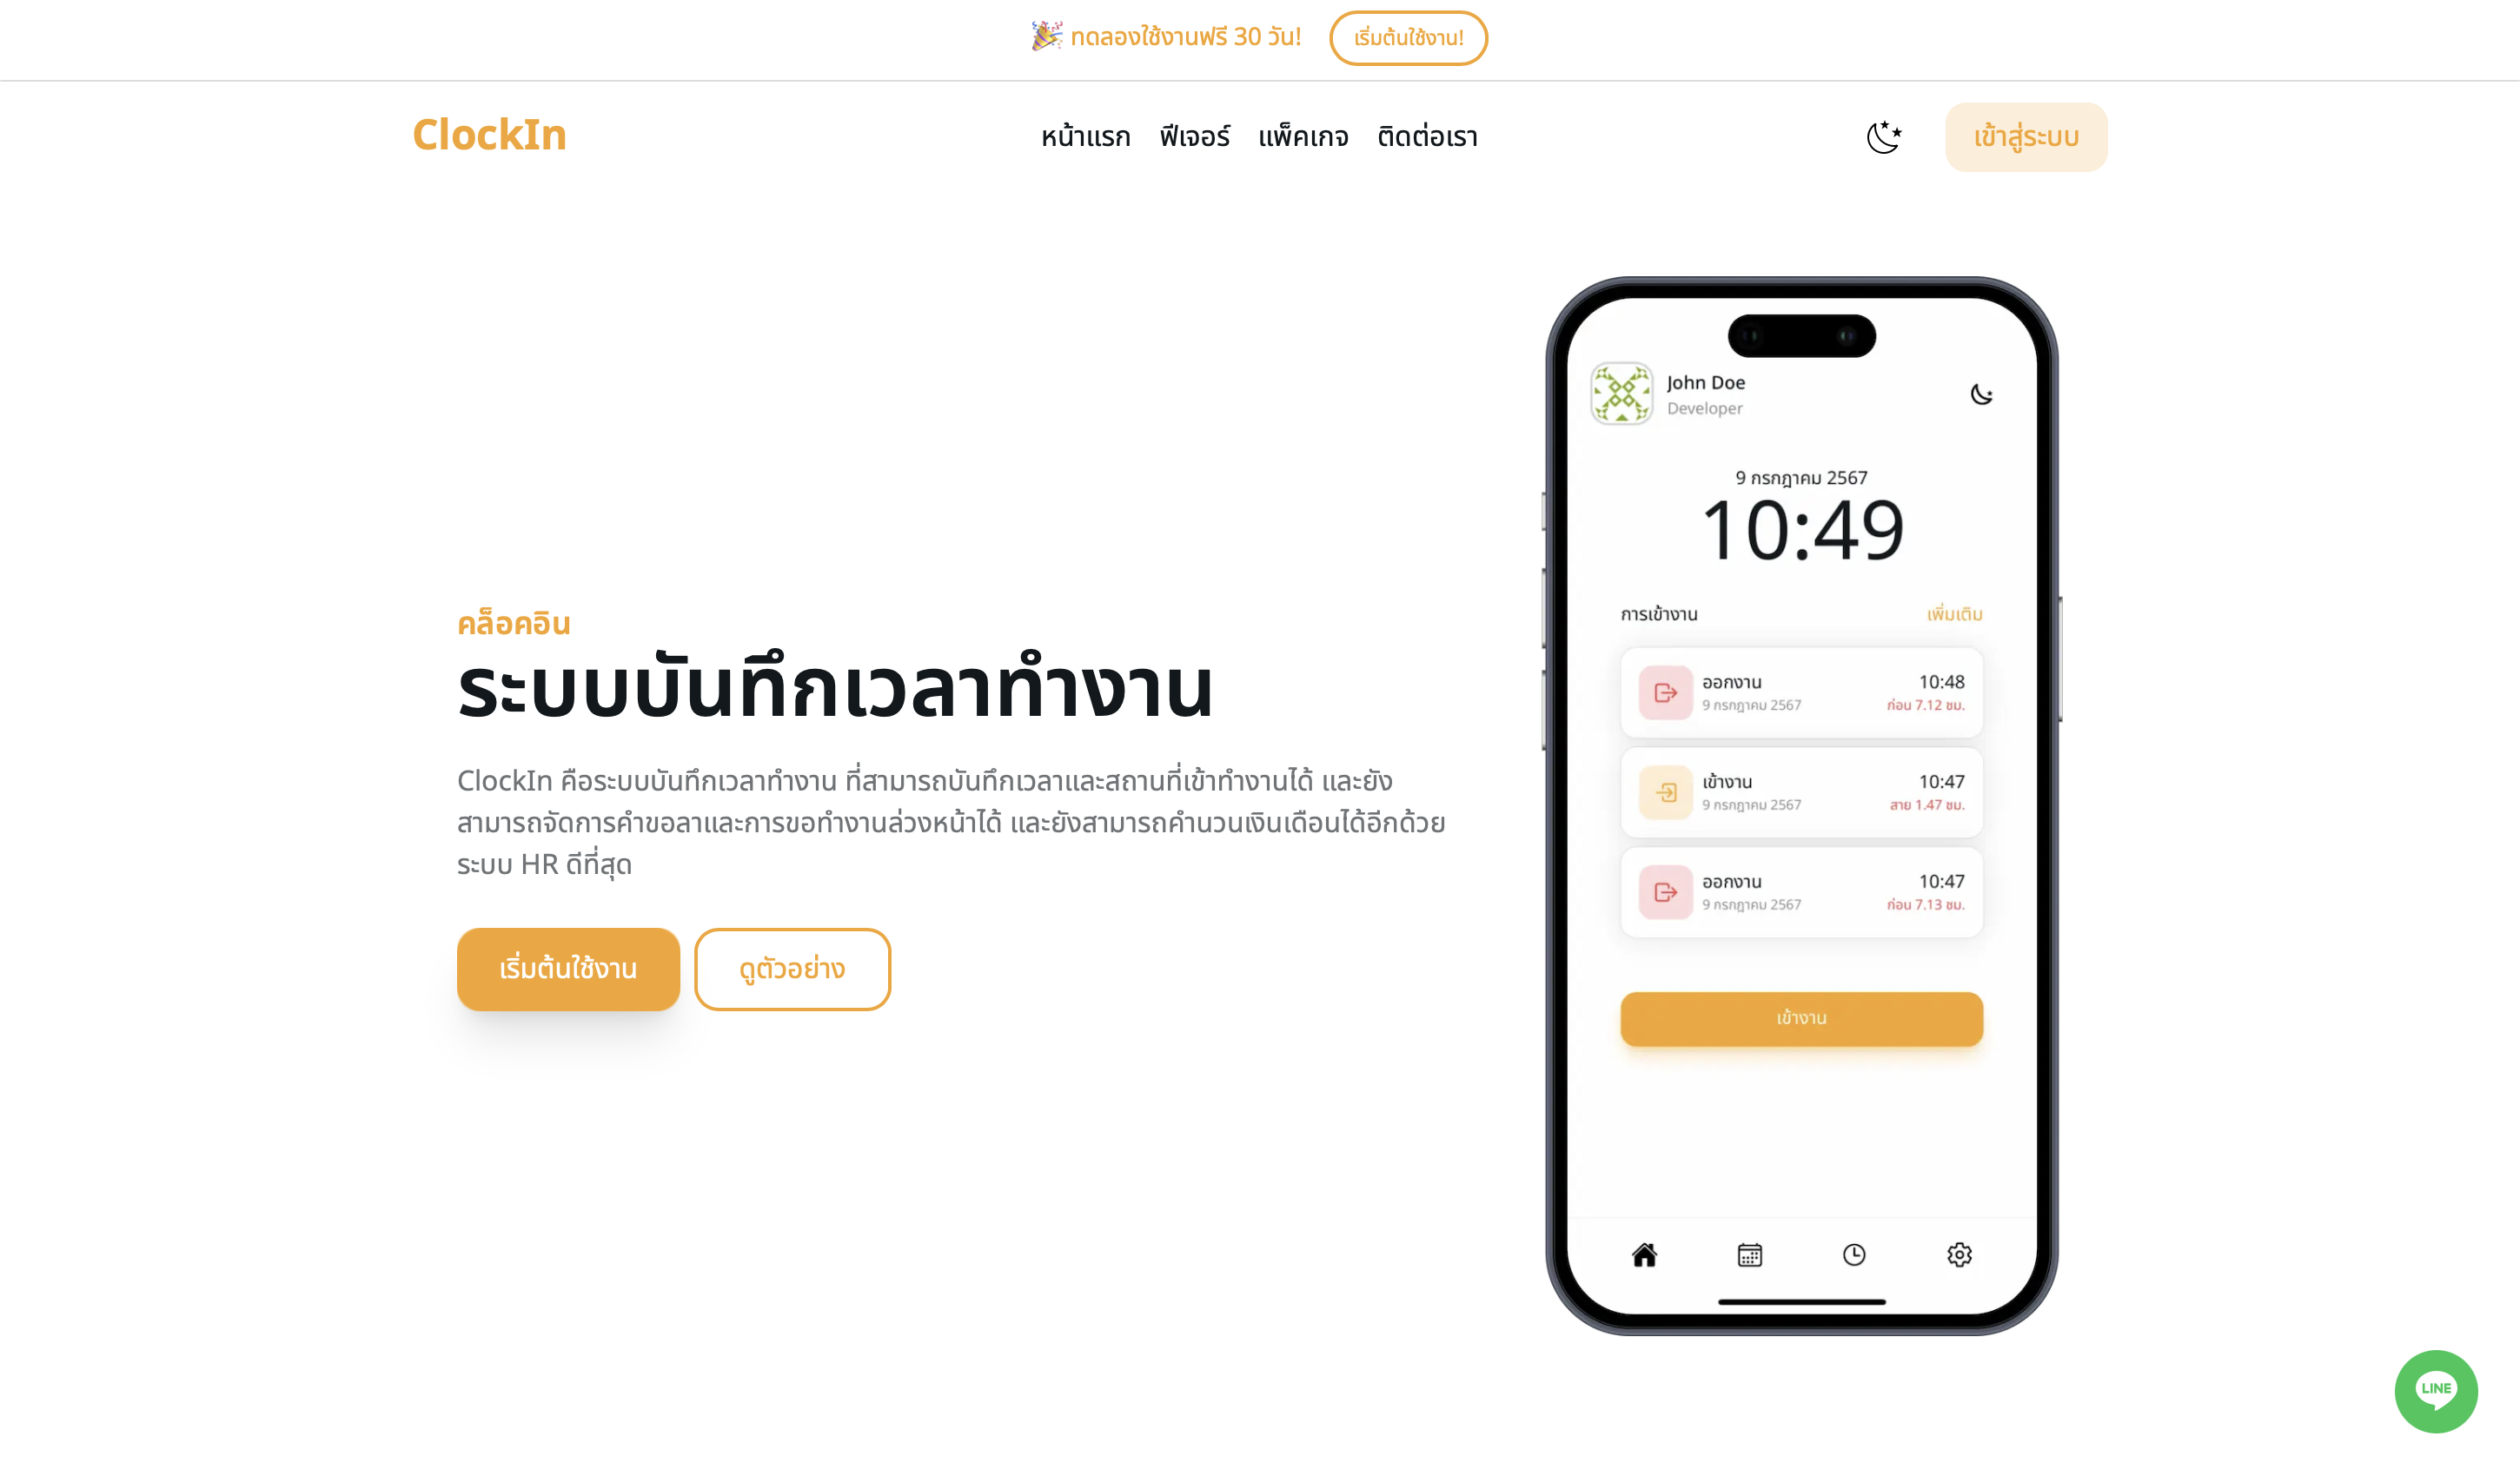 🎉 ทดลองใช้งานฟรี 30 วัน! เริ่มต้นใช้งาน!
ClockIn หน้าแรก ฟีเจอร์ แพ็คเกจ ติดต่อเรา เข้าสู่ระบบ
คล็อคอิน
ระบบบันทึกเวลาทำงาน
ClockIn คือระบบบันทึกเวลาทำงาน ที่สามารถบันทึกเวลาและสถานที่เข้าทำงานได้ และยัง
สามารถจัดการคำขอลาและการขอทำงานล่วงหน้าได้ และยังสามารถคำนวนเงินเดือนได้อีกด้วย
ระบบ HR ดีที่สุด
เริ่มต้นใช้งาน ดูตัวอย่าง
John Doe
Developer
9 กรกฎาคม 2567
10:49
การเข้างาน เพิ่มเติม
ออกงาน 10:48
9 กรกฎาคม 2567 ก่อน 7.12 ชม.
เข้างาน 10:47
9 กรกฎาคม 2567 สาย 1.47 ชม.
ออกงาน 10:47
9 กรกฎาคม 2567 ก่อน 7.13 ชม.
เข้างาน
LINE